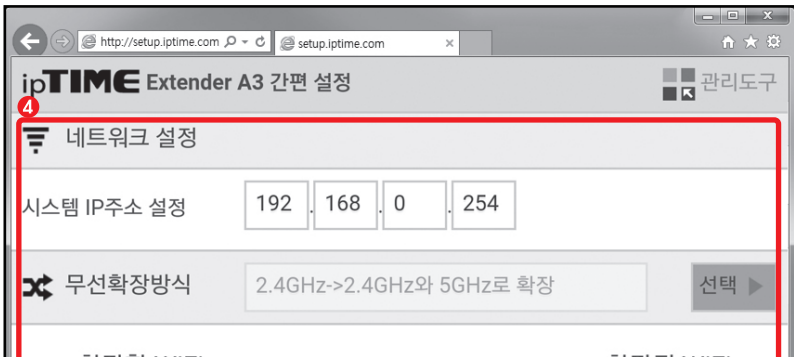 http://setup.iptime.com
setup.iptime.com
ipTIME Extender A3 간편 설정
관리도구
4
네트워크 설정
시스템 IP주소 설정 192 . 168 . 0 . 254
무선확장방식 2.4GHz->2.4GHz와 5GHz로 확장 선택